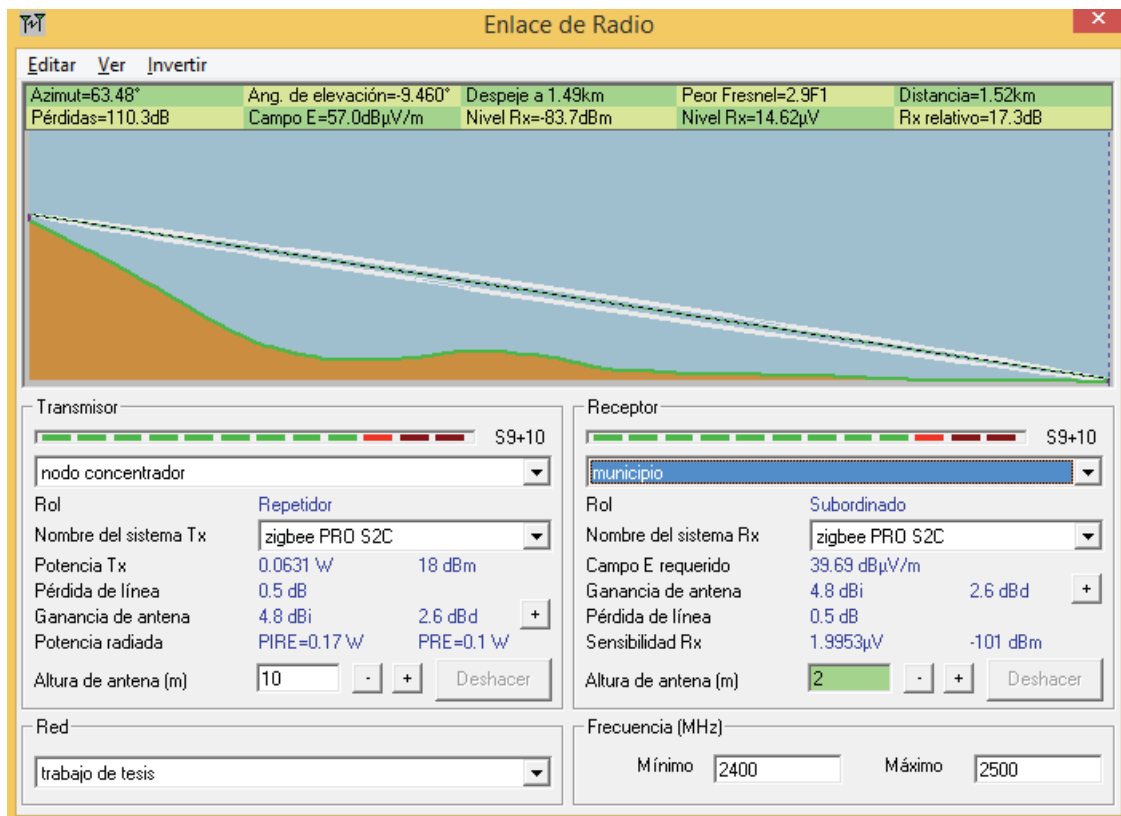 Enlace de Radio
Editar Ver Invertir
Azimut=63.48° Ang. de elevación=-9.460° Despeje a 1.49km Peor Fresnel=2.9F1 Distancia=1.52km
Pérdidas=110.3dB Campo E=57.0dBµV/m Nivel Rx=-83.7dBm Nivel Rx=14.62µV Rx relativo=17.3dB
Transmisor
S9+10
nodo concentrador
Rol Repetidor
Nombre del sistema Tx zigbee PRO S2C
Potencia Tx 0.0631 W 18 dBm
Pérdida de línea 0.5 dB
Ganancia de antena 4.8 dBi 2.6 dBd +
Potencia radiada PIRE=0.17 W PRE=0.1 W
Altura de antena (m) 10 - + Deshacer
Receptor
S9+10
municipio
Rol Subordinado
Nombre del sistema Rx zigbee PRO S2C
Campo E requerido 39.69 dBµV/m
Ganancia de antena 4.8 dBi 2.6 dBd +
Pérdida de línea 0.5 dB
Sensibilidad Rx 1.9953µV -101 dBm
Altura de antena (m) 2 - + Deshacer
Red
trabajo de tesis
Frecuencia (MHz)
Mínimo 2400 Máximo 2500